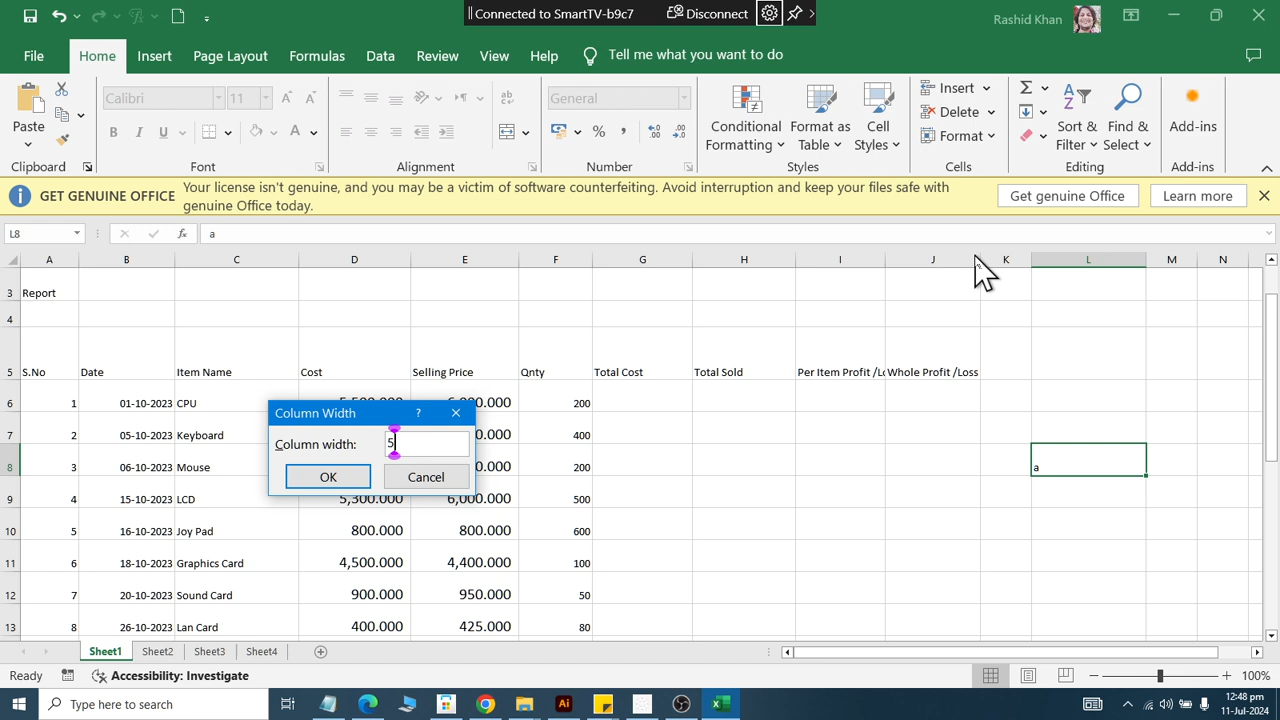 Connected to SmartTV-b9c7 Disconnect
Rashid Khan
File Home Insert Page Layout Formulas Data Review View Help Tell me what you want to do
Paste
Clipboard
Calibri 11
B I U
Font
Alignment
General
% ,
Number
Conditional Formatting
Format as Table
Cell Styles
Styles
Insert
Delete
Format
Cells
Sort & Filter
Find & Select
Editing
Add-ins
Add-ins
GET GENUINE OFFICE Your license isn't genuine, and you may be a victim of software counterfeiting. Avoid interruption and keep your files safe with
genuine Office today.
Get genuine Office Learn more
L8 fx a
A B C D E F G H I J K L M N
3 Report
4
5 S.No Date Item Name Cost Selling Price Qnty Total Cost Total Sold Per Item Profit /Lo Whole Profit /Loss
6 1 01-10-2023 CPU 200
7 2 05-10-2023 Keyboard 400
8 3 06-10-2023 Mouse 200 a
9 4 15-10-2023 LCD 5,300.000 6,000.000 500
10 5 16-10-2023 Joy Pad 800.000 800.000 600
11 6 18-10-2023 Graphics Card 4,500.000 4,400.000 100
12 7 20-10-2023 Sound Card 900.000 950.000 50
13 8 26-10-2023 Lan Card 400.000 425.000 80
Column Width ?
Column width: 5
OK Cancel
Sheet1 Sheet2 Sheet3 Sheet4
Ready Accessibility: Investigate 100%
Type here to search
12:48 pm
11-Jul-2024